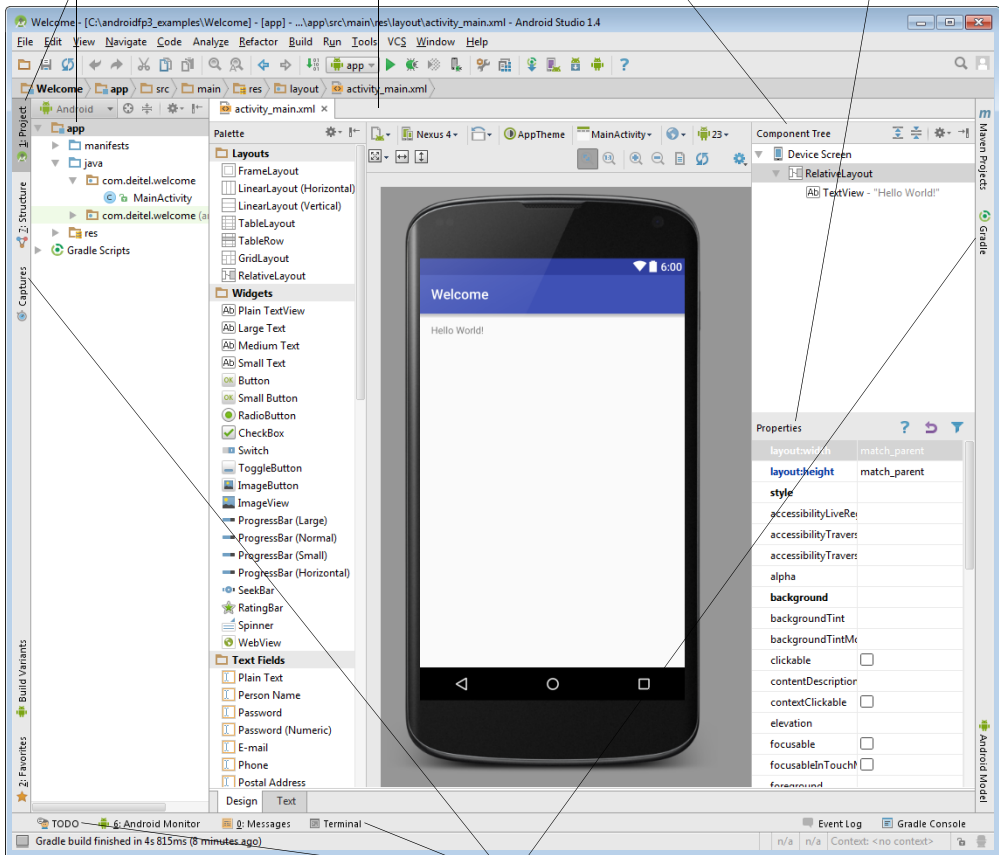 Welcome - [C:\androidfp3_examples\Welcome] - [app] - ...\app\src\main\res\layout\activity_main.xml - Android Studio 1.4
File Edit View Navigate Code Analyze Refactor Build Run Tools VCS Window Help
app
Welcome app src main res layout activity_main.xml
1: Project
Z: Structure
Captures
Build Variants
2: Favorites
Android
app
manifests
java
com.deitel.welcome
MainActivity
com.deitel.welcome (a
res
Gradle Scripts
activity_main.xml
Palette
Layouts
FrameLayout
LinearLayout (Horizontal)
LinearLayout (Vertical)
TableLayout
TableRow
GridLayout
RelativeLayout
Widgets
Ab Plain TextView
Ab Large Text
Ab Medium Text
Ab Small Text
OK Button
OK Small Button
RadioButton
CheckBox
Switch
ToggleButton
ImageButton
ImageView
ProgressBar (Large)
ProgressBar (Normal)
ProgressBar (Small)
ProgressBar (Horizontal)
SeekBar
RatingBar
Spinner
WebView
Text Fields
Plain Text
Person Name
Password
Password (Numeric)
E-mail
Phone
Postal Address
Design Text
Nexus 4 AppTheme MainActivity 23
6:00
Welcome
Hello World!
Component Tree
Device Screen
RelativeLayout
Ab TextView - "Hello World!"
Properties
layout:width match_parent
layout:height match_parent
style
accessibilityLiveReg
accessibilityTravers
accessibilityTravers
alpha
background
backgroundTint
backgroundTintMo
clickable
contentDescription
contextClickable
elevation
focusable
focusableInTouchM
foreground
m Maven Projects
Gradle
Android Model
TODO 6: Android Monitor 0: Messages Terminal Event Log Gradle Console
Gradle build finished in 4s 815ms (8 minutes ago) n/a n/a Context: <no context>